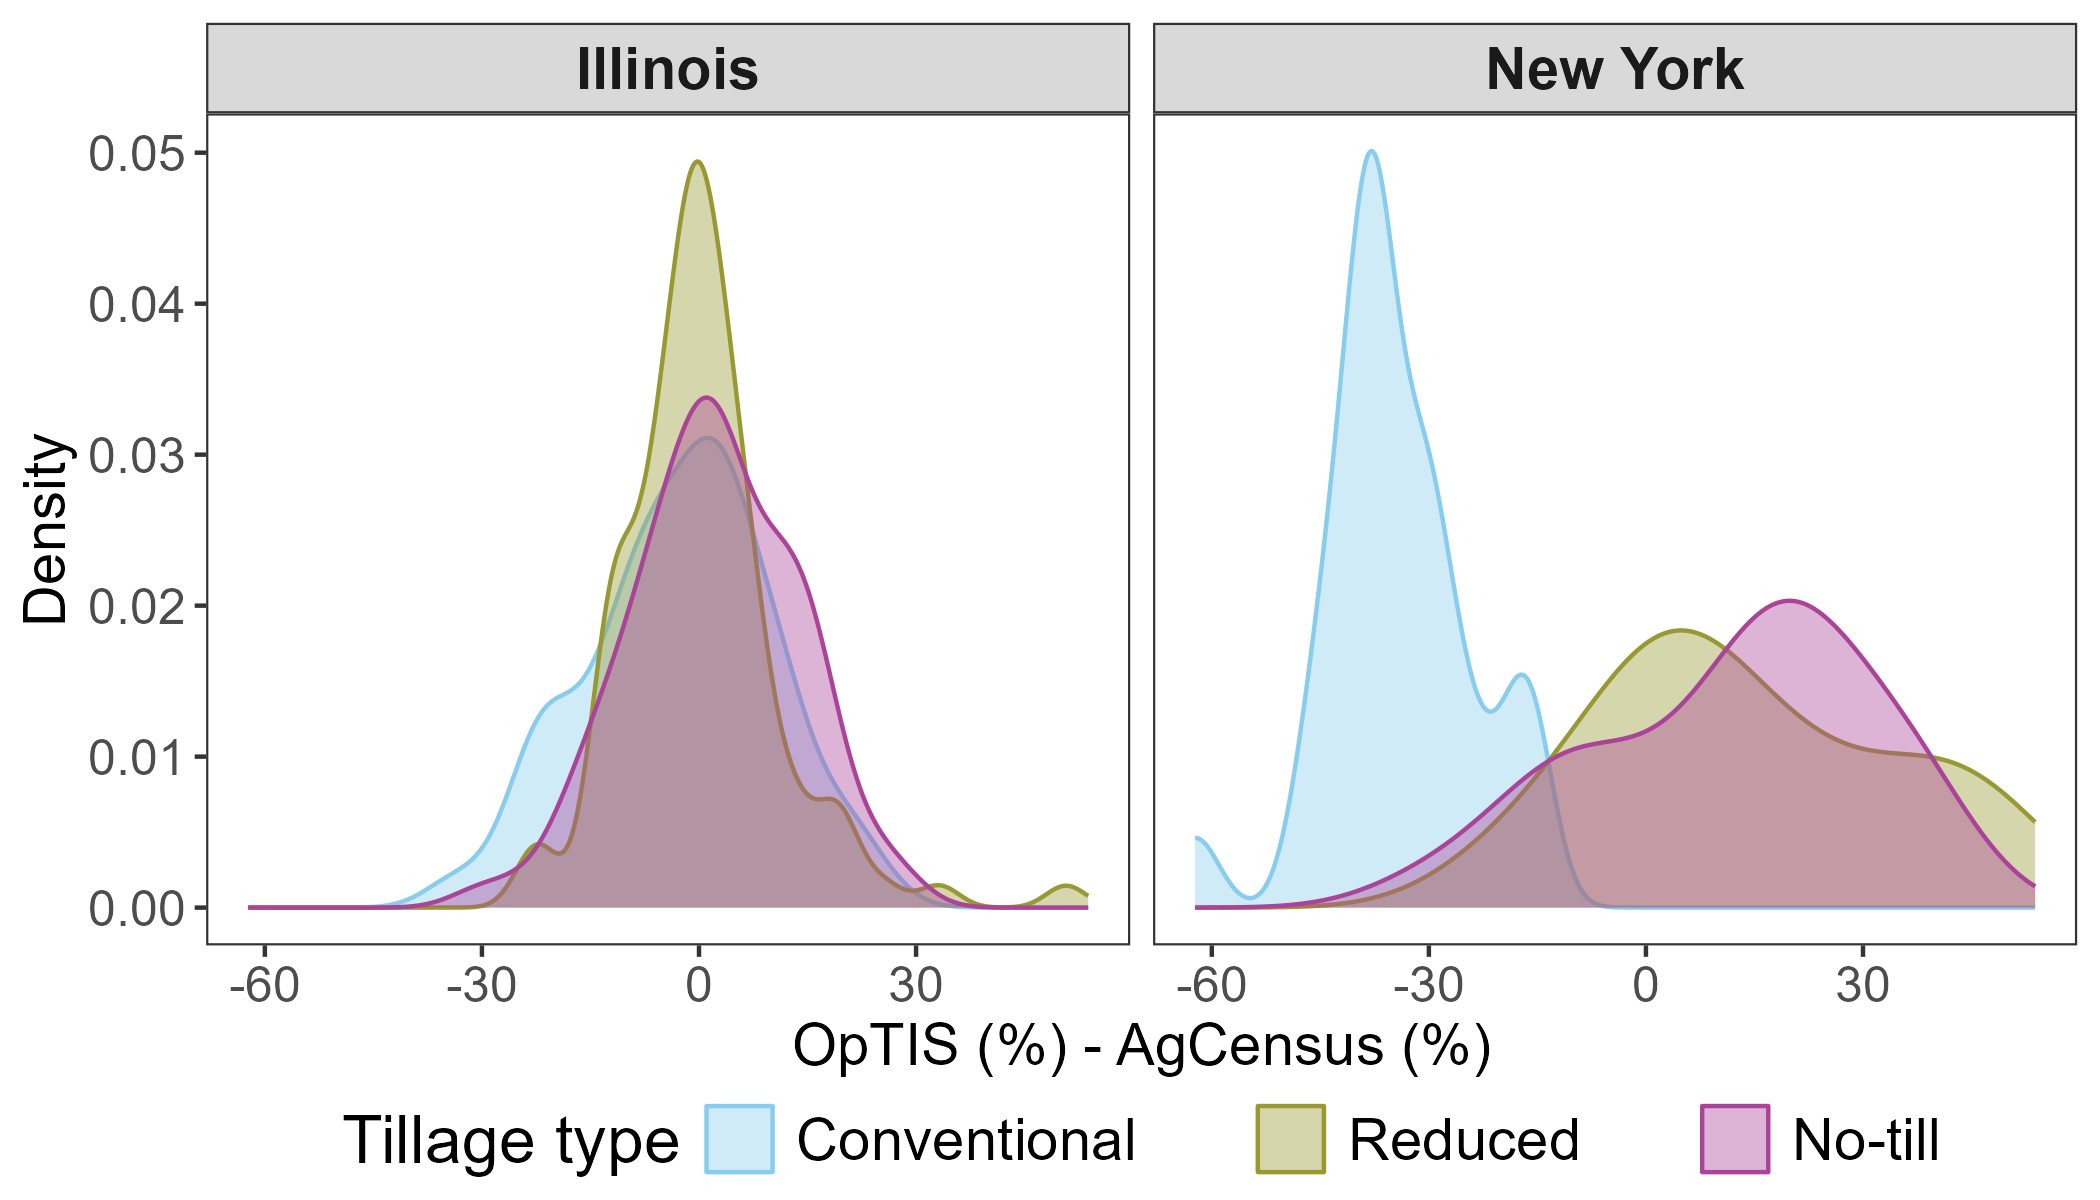 Illinois
New York
Density
0.05
0.04
0.03
0.02
0.01
0.00
-60 -30 0 30
-60 -30 0 30
OpTIS (%) - AgCensus (%)
Tillage type Conventional Reduced No-till